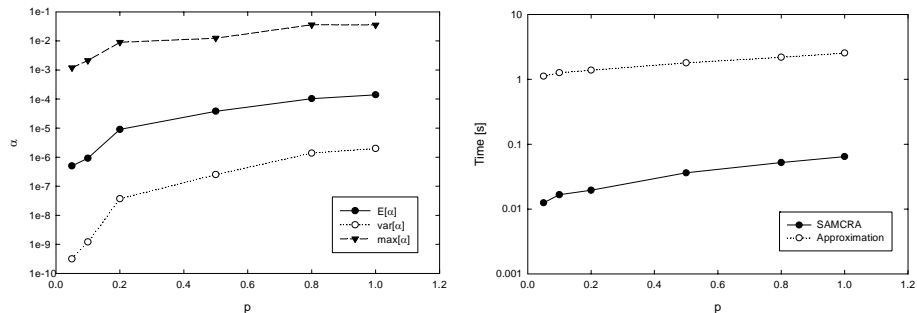 1e-1
1e-2
1e-3
1e-4
1e-5
1e-6
1e-7
1e-8
1e-9
1e-10
α
0.0 0.2 0.4 0.6 0.8 1.0 1.2
p
E[α]
var[α]
max[α]
10
1
0.1
0.01
0.001
Time [s]
0.0 0.2 0.4 0.6 0.8 1.0 1.2
p
SAMCRA
Approximation